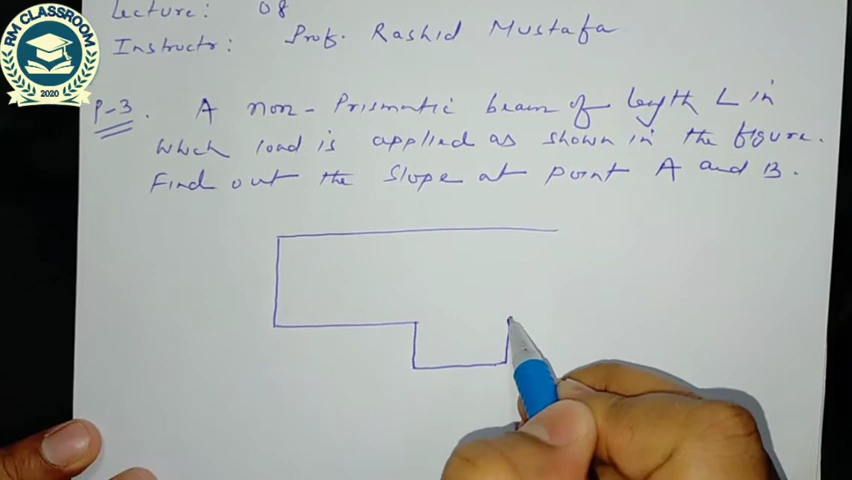 RM CLASSROOM
2020
Lecture: 08
Instructr: Prof. Rashid Mustafa
P-3. A non-Prismatic beam of length L in
which load is applied as shown in the figure.
Find out the slope at point A and B.